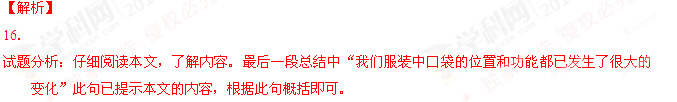 【解析】
16.
试题分析：仔细阅读本文，了解内容。最后一段总结中“我们服装中口袋的位置和功能都已发生了很大的
变化”此句已提示本文的内容，根据此句概括即可。